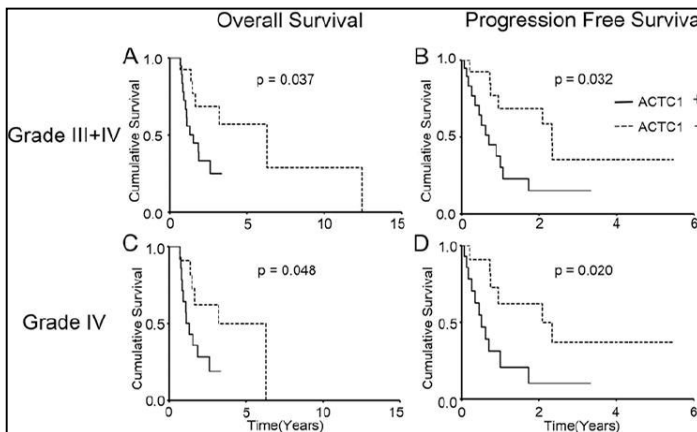 Overall Survival
Progression Free Surviva
Grade III+IV
A
Cumulative Survival
1.0
0.5
0.0
p = 0.037
0
5
10
15
B
Cumulative Survival
1.0
0.5
0.0
p = 0.032
ACTC1 +
ACTC1 -
0
2
4
6
Grade IV
C
Cumulative Survival
1.0
0.5
0.0
p = 0.048
0
5
10
15
Time(Years)
D
Cumulative Survival
1.0
0.5
0.0
p = 0.020
0
2
4
6
Time(Years)